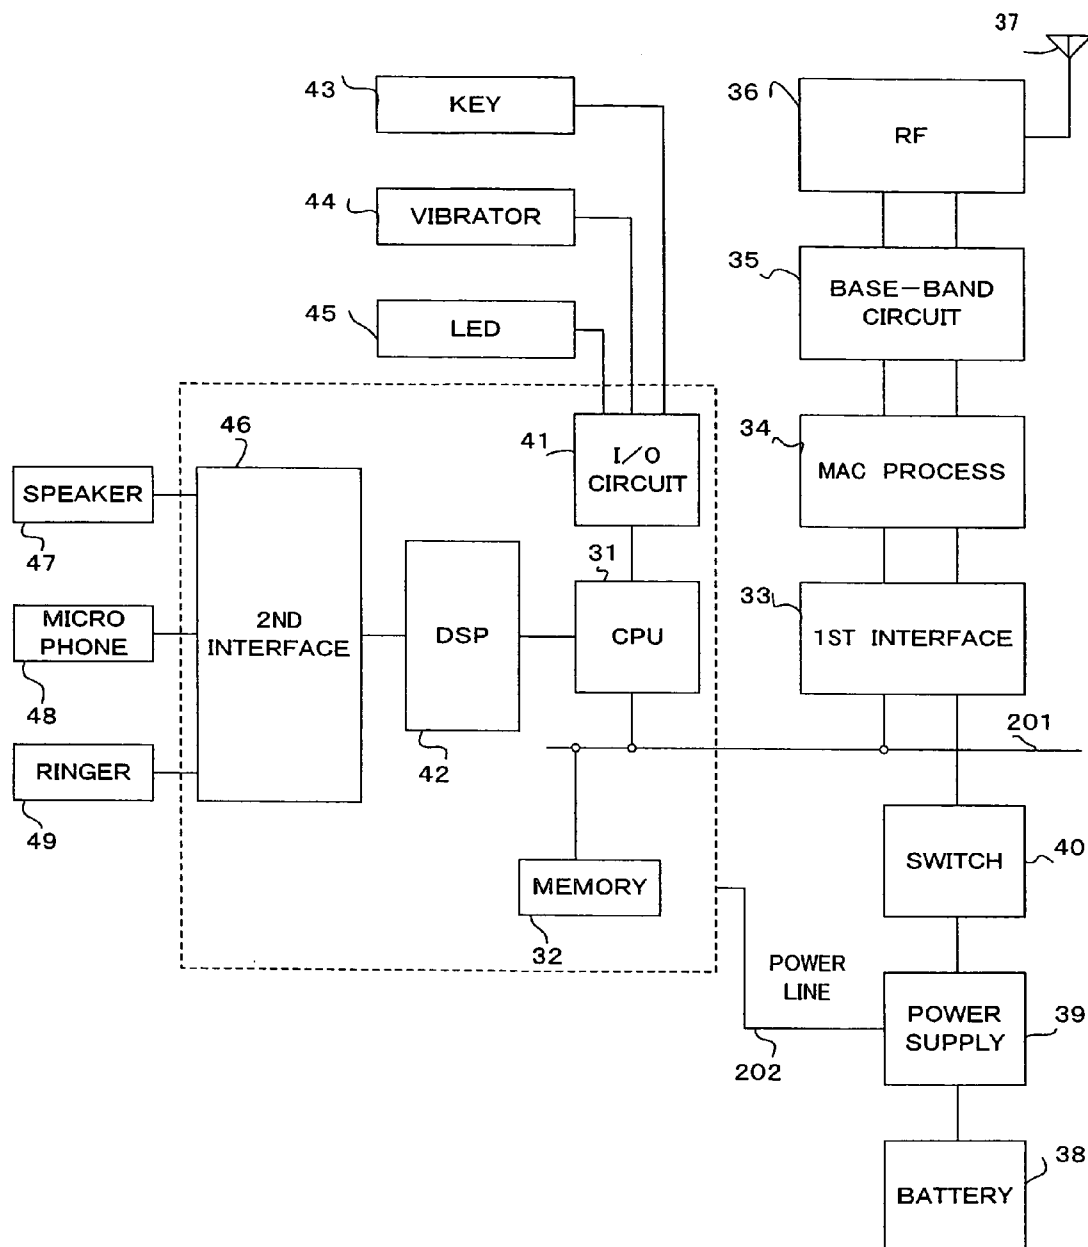 37
43
KEY
36
RF
44
VIBRATOR
35
BASE-BAND
CIRCUIT
45
LED
46
41
I/O
CIRCUIT
34
MAC PROCESS
SPEAKER
47
31
33
2ND
INTERFACE
DSP
CPU
1ST INTERFACE
MICRO
PHONE
48
42
201
RINGER
49
SWITCH
40
MEMORY
32
POWER
LINE
202
POWER
SUPPLY
39
38
BATTERY